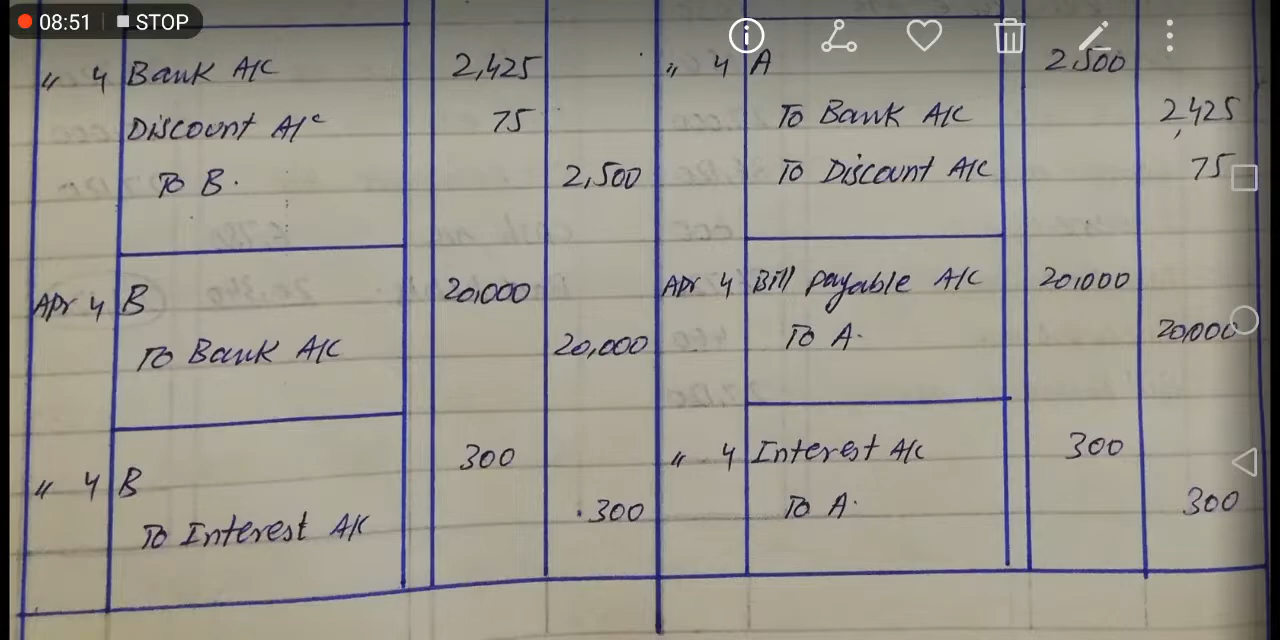 08:51 STOP
〃 4 Bank A/c 2,425
Discount A/c 75
To B. 2,500
Apr 4 B 20,000
To Bank A/c 20,000
〃 4 B 300
To Interest A/c 300
〃 4 A 2,500
To Bank A/c 2,425
To Discount A/c 75
Apr 4 Bill payable A/c 20,000
To A. 20,000
〃 4 Interest A/c 300
To A. 300